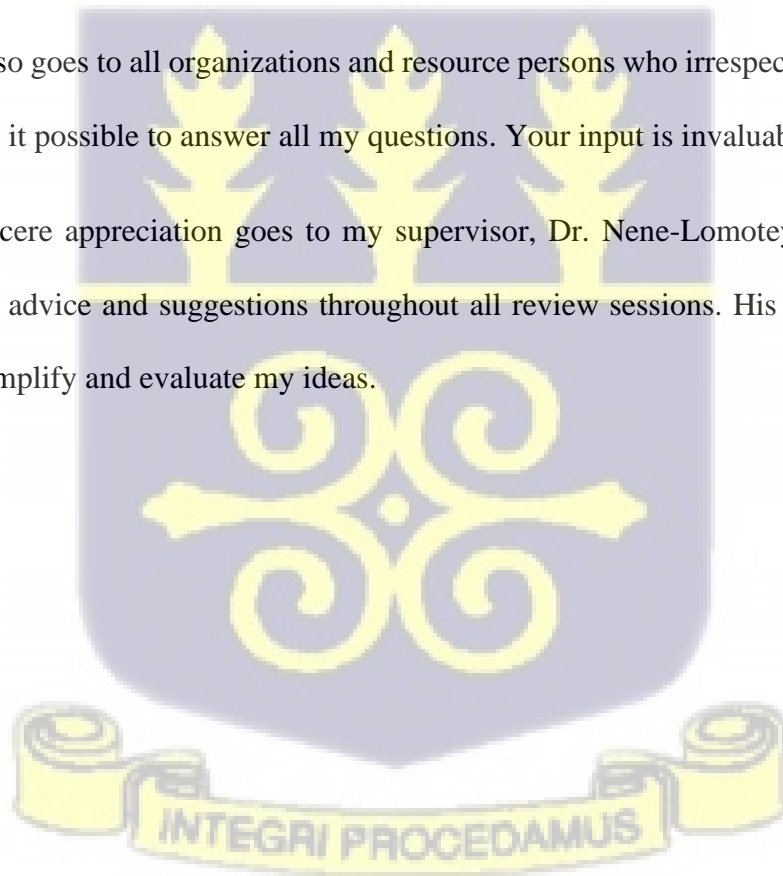 so goes to all organizations and resource persons who irrespec
it possible to answer all my questions. Your input is invaluab
cere appreciation goes to my supervisor, Dr. Nene-Lomotey
advice and suggestions throughout all review sessions. His
mplify and evaluate my ideas.
INTEGRI PROCEDAMUS